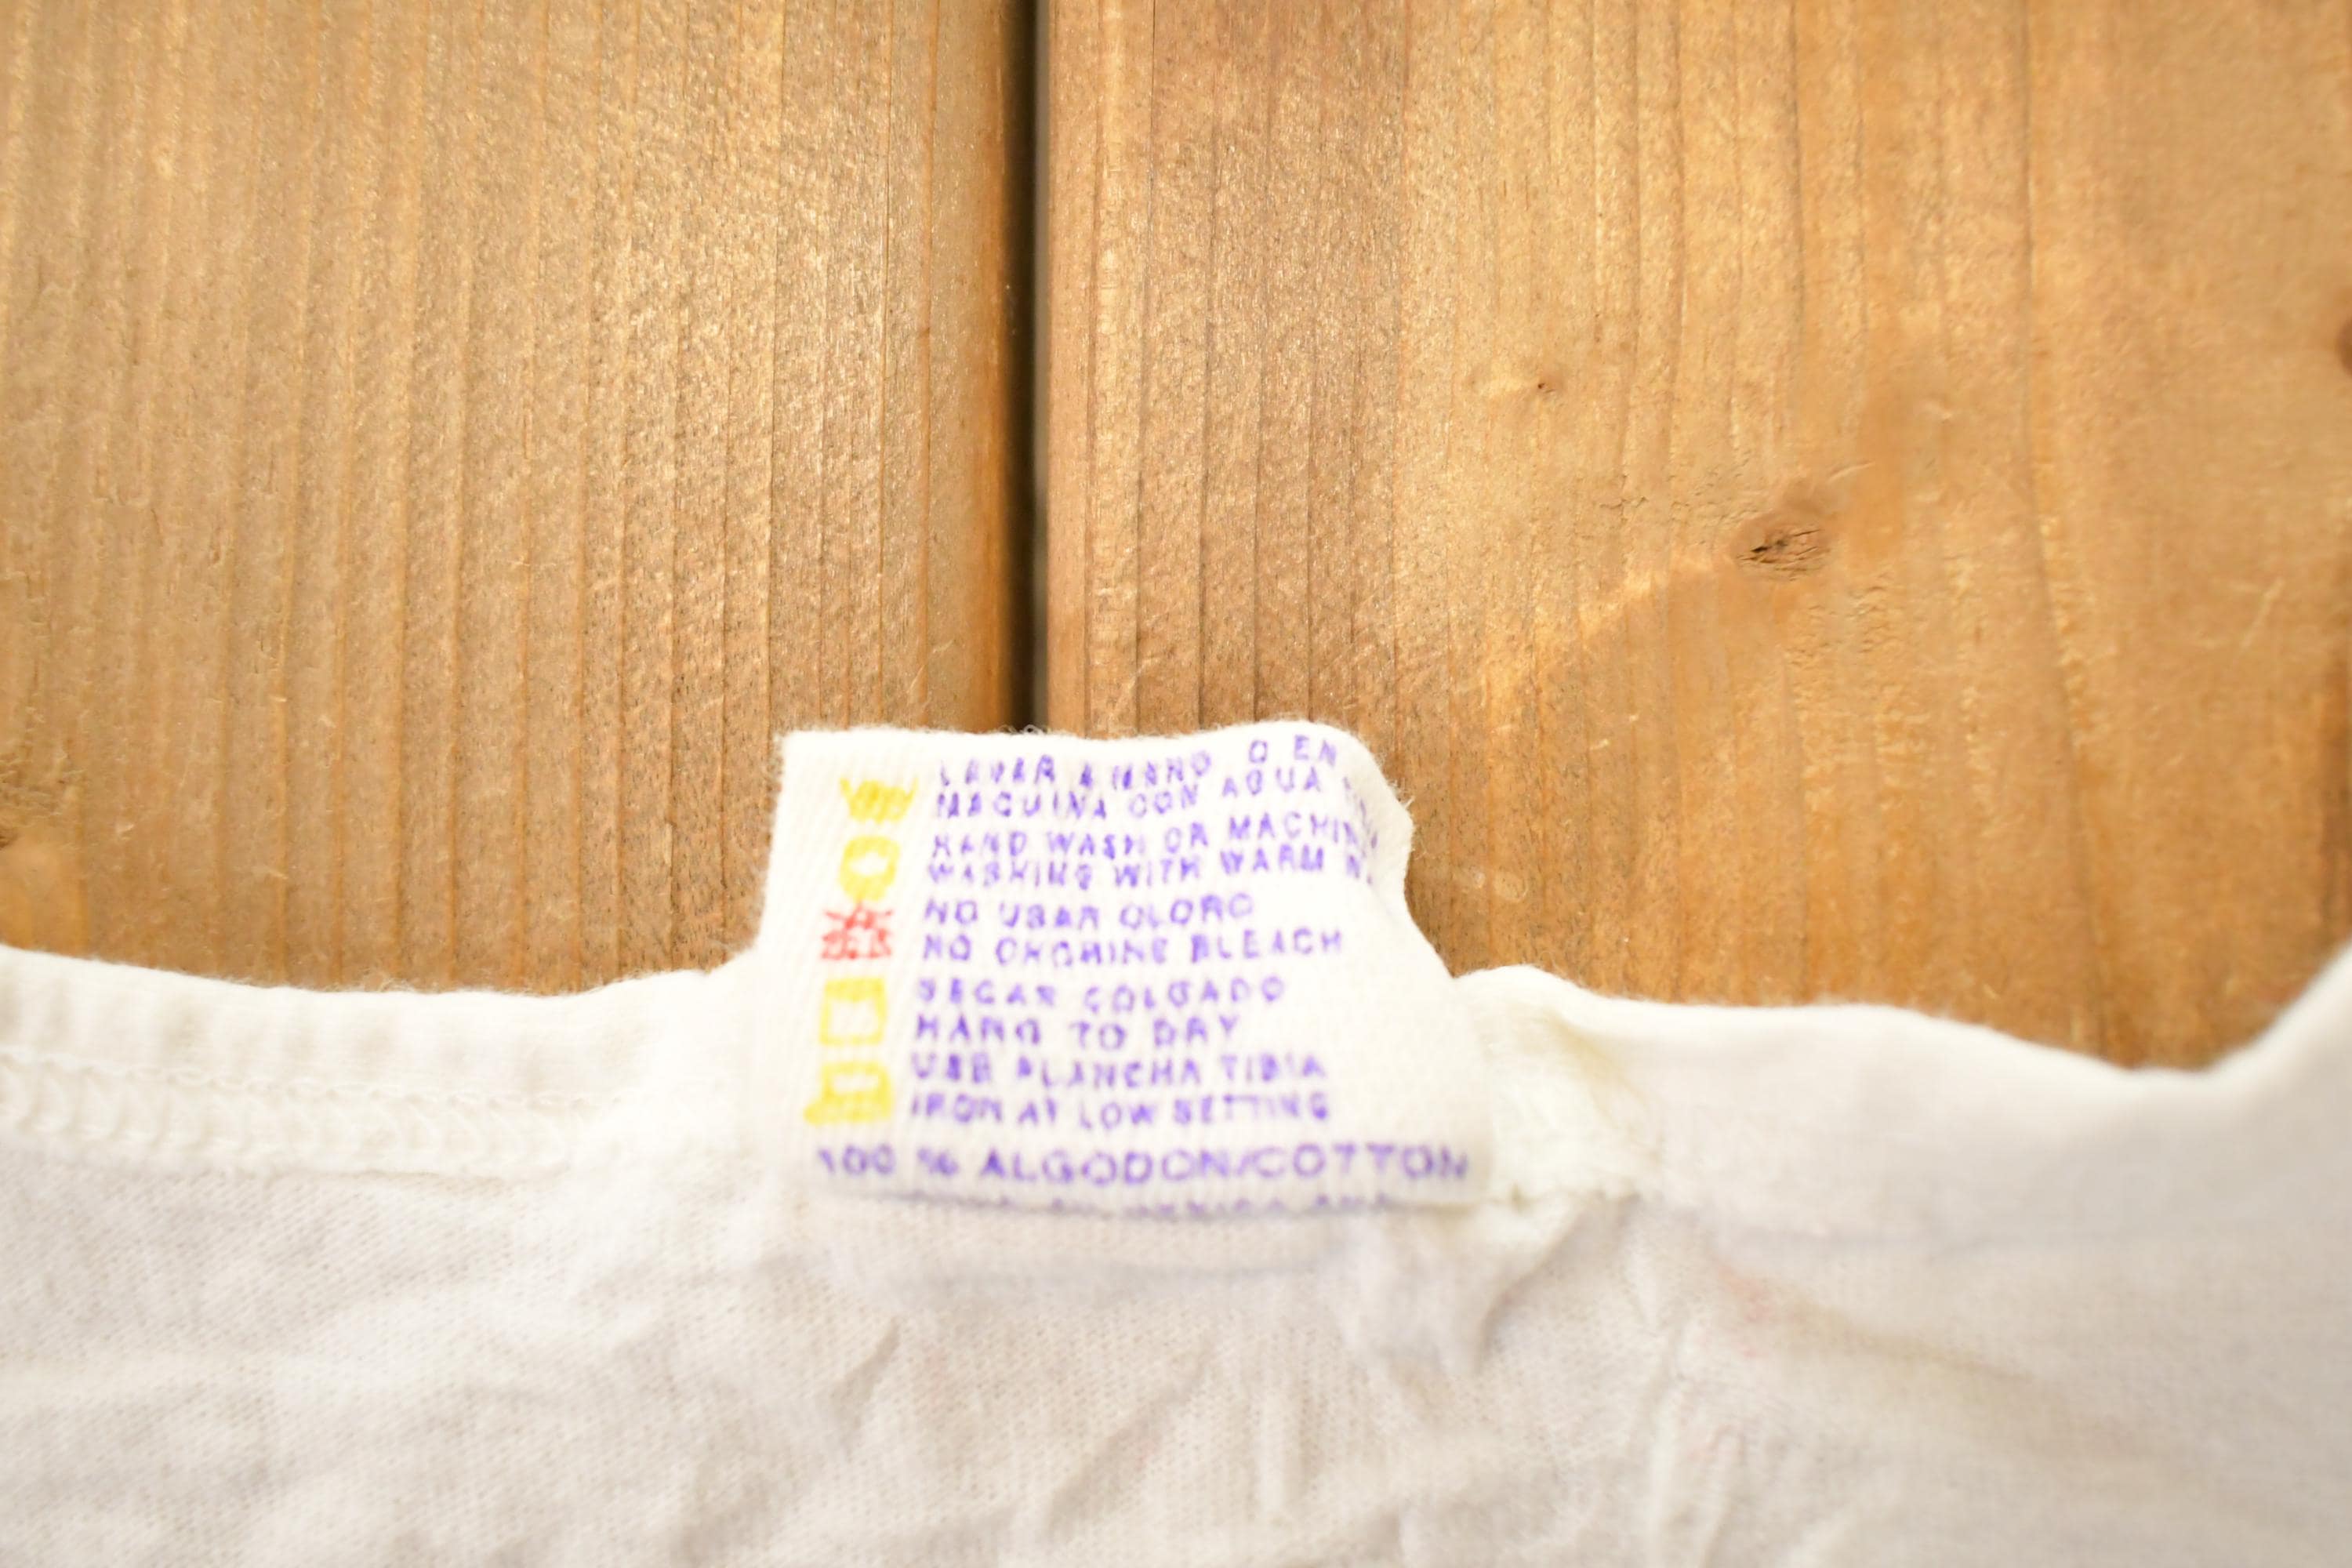 LAVAR A MANO O EN
MAQUINA CON AGUA
HAND WASH OR MACHINE
WASHING WITH WARM
NO USAR CLORO
NO CHORINE BLEACH
SECAR COLGADO
HANG TO DRY
USE PLANCHA TIBIA
IRON AT LOW SETTING
100 % ALGODON/COTTON